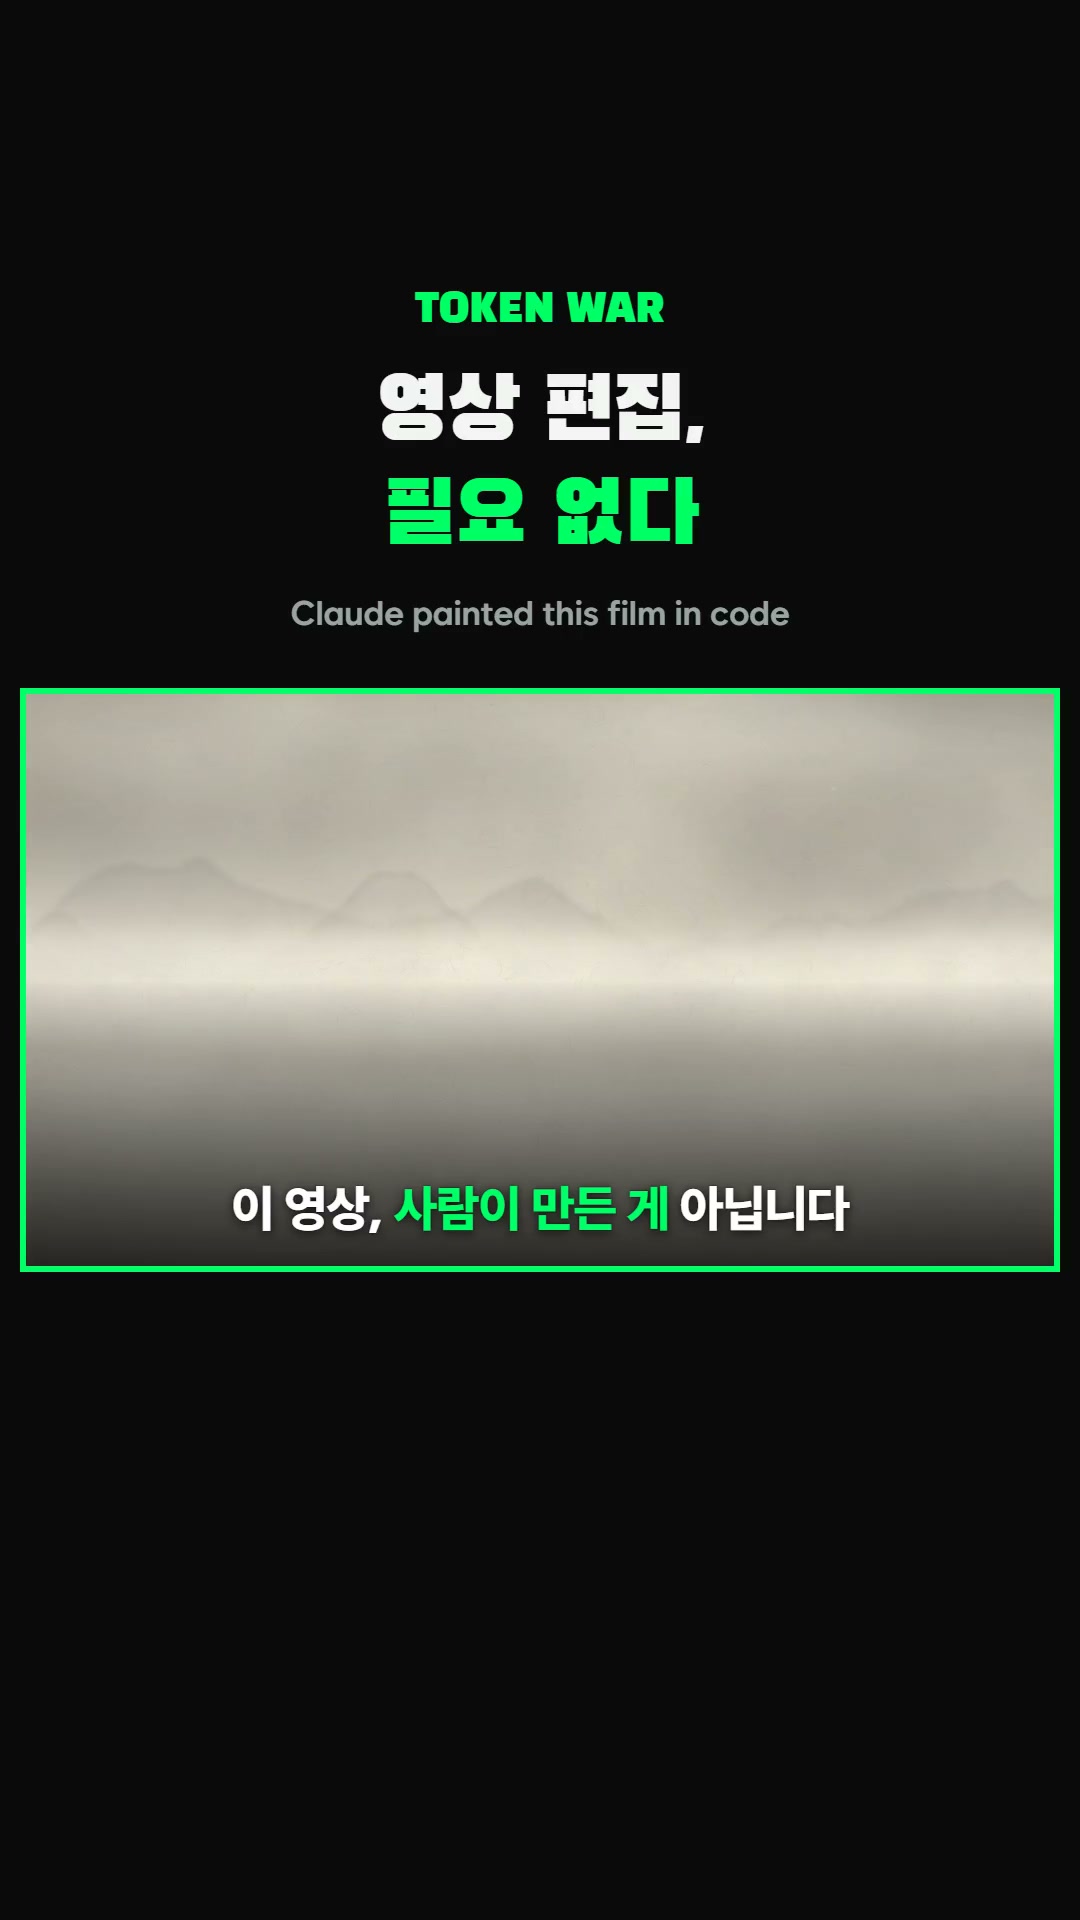 TOKEN WAR
영상 편집,
필요 없다
Claude painted this film in code
이 영상, 사람이 만든 게 아닙니다